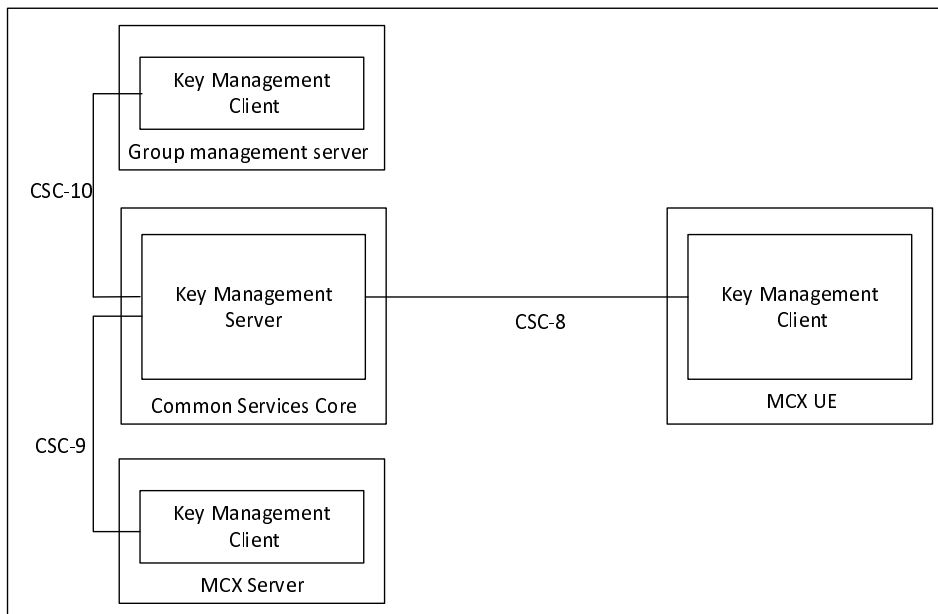 Key Management
Client
Group management server
CSC-10
Key Management
Server
Common Services Core
CSC-8
Key Management
Client
MCX UE
CSC-9
Key Management
Client
MCX Server